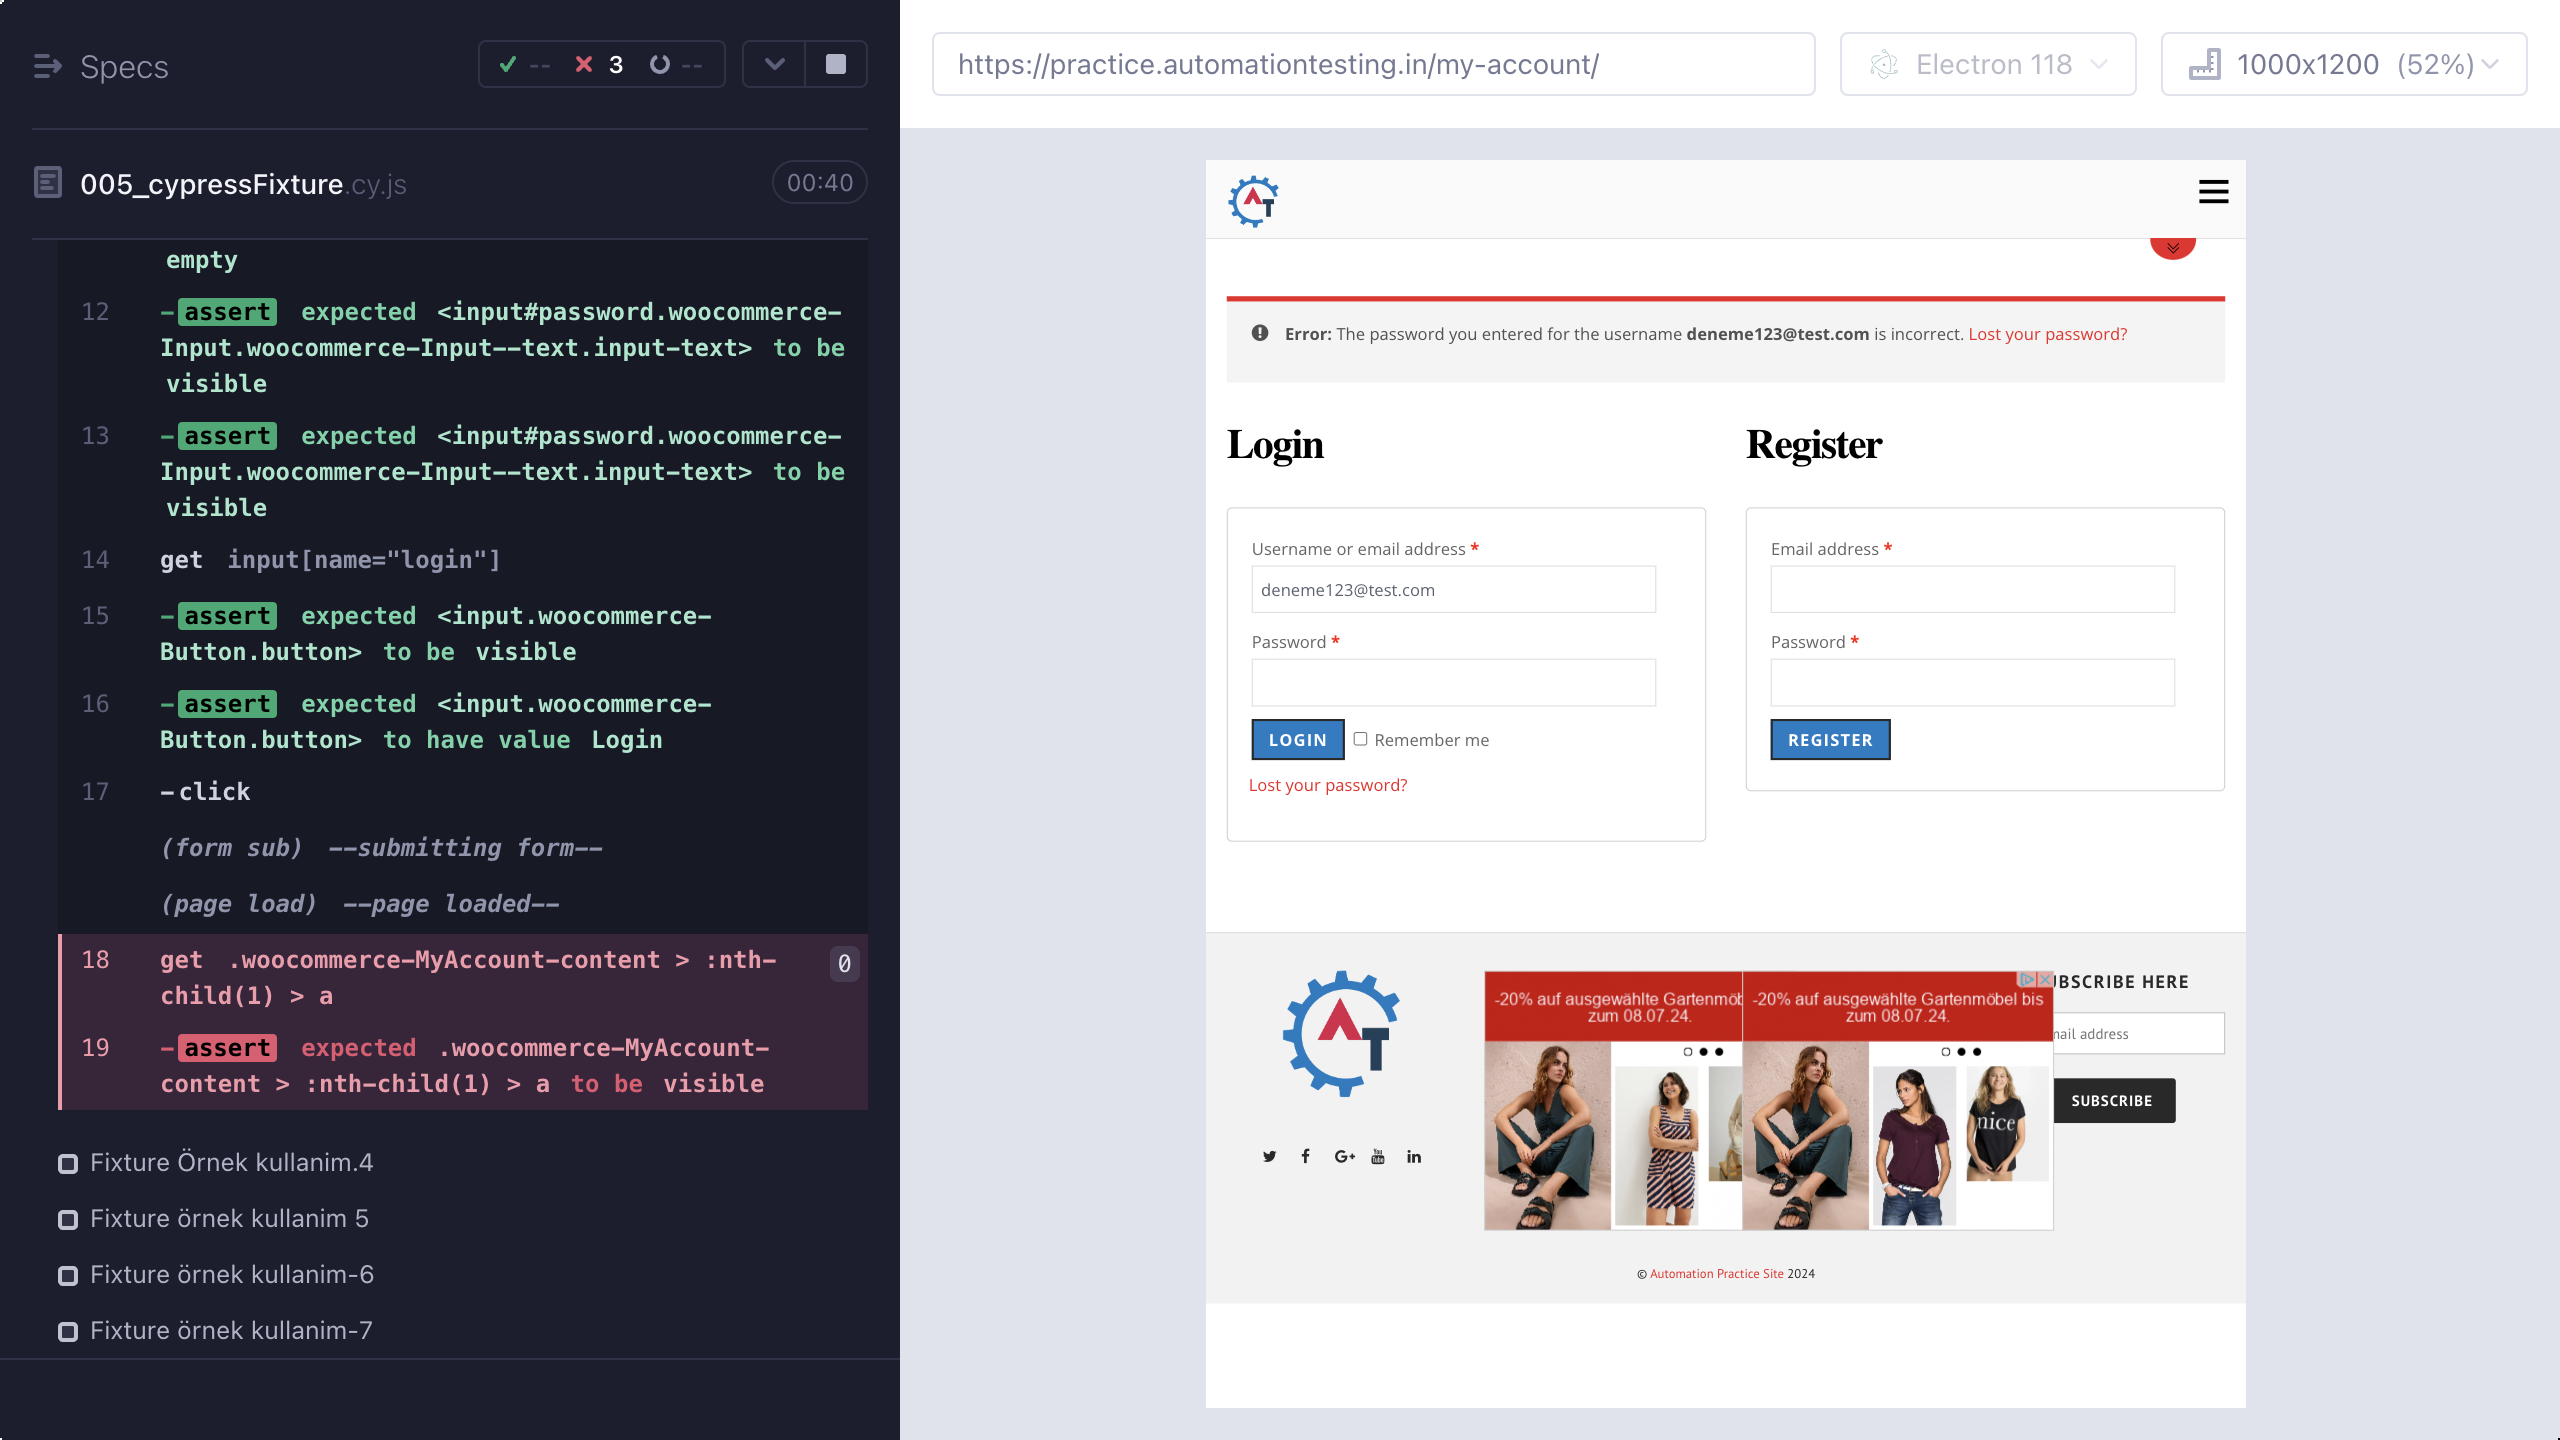 Specs
--
3
--
005_cypressFixture.cy.js
00:40
empty
12 -assert expected <input#password.woocommerce-
Input.woocommerce-Input--text.input-text> to be
visible
13 -assert expected <input#password.woocommerce-
Input.woocommerce-Input--text.input-text> to be
visible
14 get input[name="login"]
15 -assert expected <input.woocommerce-
Button.button> to be visible
16 -assert expected <input.woocommerce-
Button.button> to have value Login
17 -click
(form sub) --submitting form--
(page load) --page loaded--
18 get .woocommerce-MyAccount-content > :nth-
child(1) > a
0
19 -assert expected .woocommerce-MyAccount-
content > :nth-child(1) > a to be visible
Fixture Örnek kullanim.4
Fixture örnek kullanim 5
Fixture örnek kullanim-6
Fixture örnek kullanim-7
https://practice.automationtesting.in/my-account/
Electron 118
1000x1200 (52%)
AT
Error: The password you entered for the username deneme123@test.com is incorrect. Lost your password?
Login
Username or email address *
deneme123@test.com
Password *
LOGIN
Remember me
Lost your password?
Register
Email address *
Password *
REGISTER
AT
-20% auf ausgewählte Gartenmöb
zum 08.07.24.
-20% auf ausgewählte Gartenmöbel bis
zum 08.07.24.
nice
UBSCRIBE HERE
mail address
SUBSCRIBE
© Automation Practice Site 2024